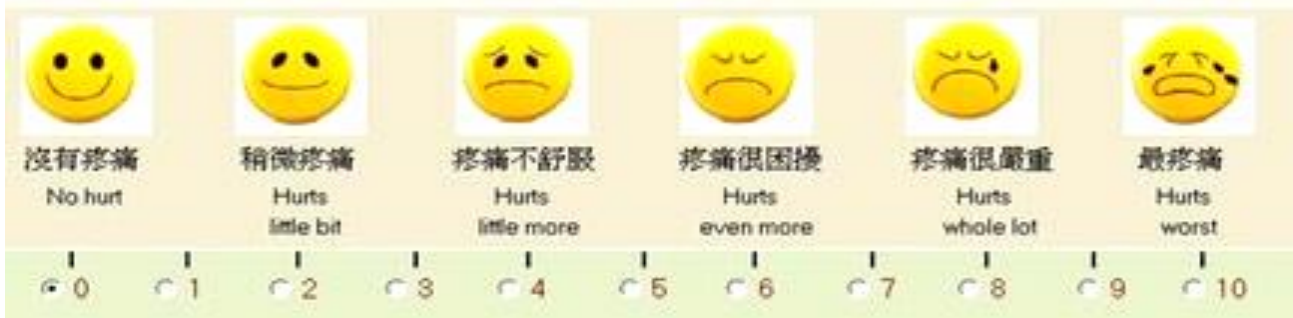 沒有疼痛
No hurt
稍微疼痛
Hurts
little bit
疼痛不舒服
Hurts
little more
疼痛很困擾
Hurts
even more
疼痛很嚴重
Hurts
whole lot
最疼痛
Hurts
worst
0 1 2 3 4 5 6 7 8 9 10